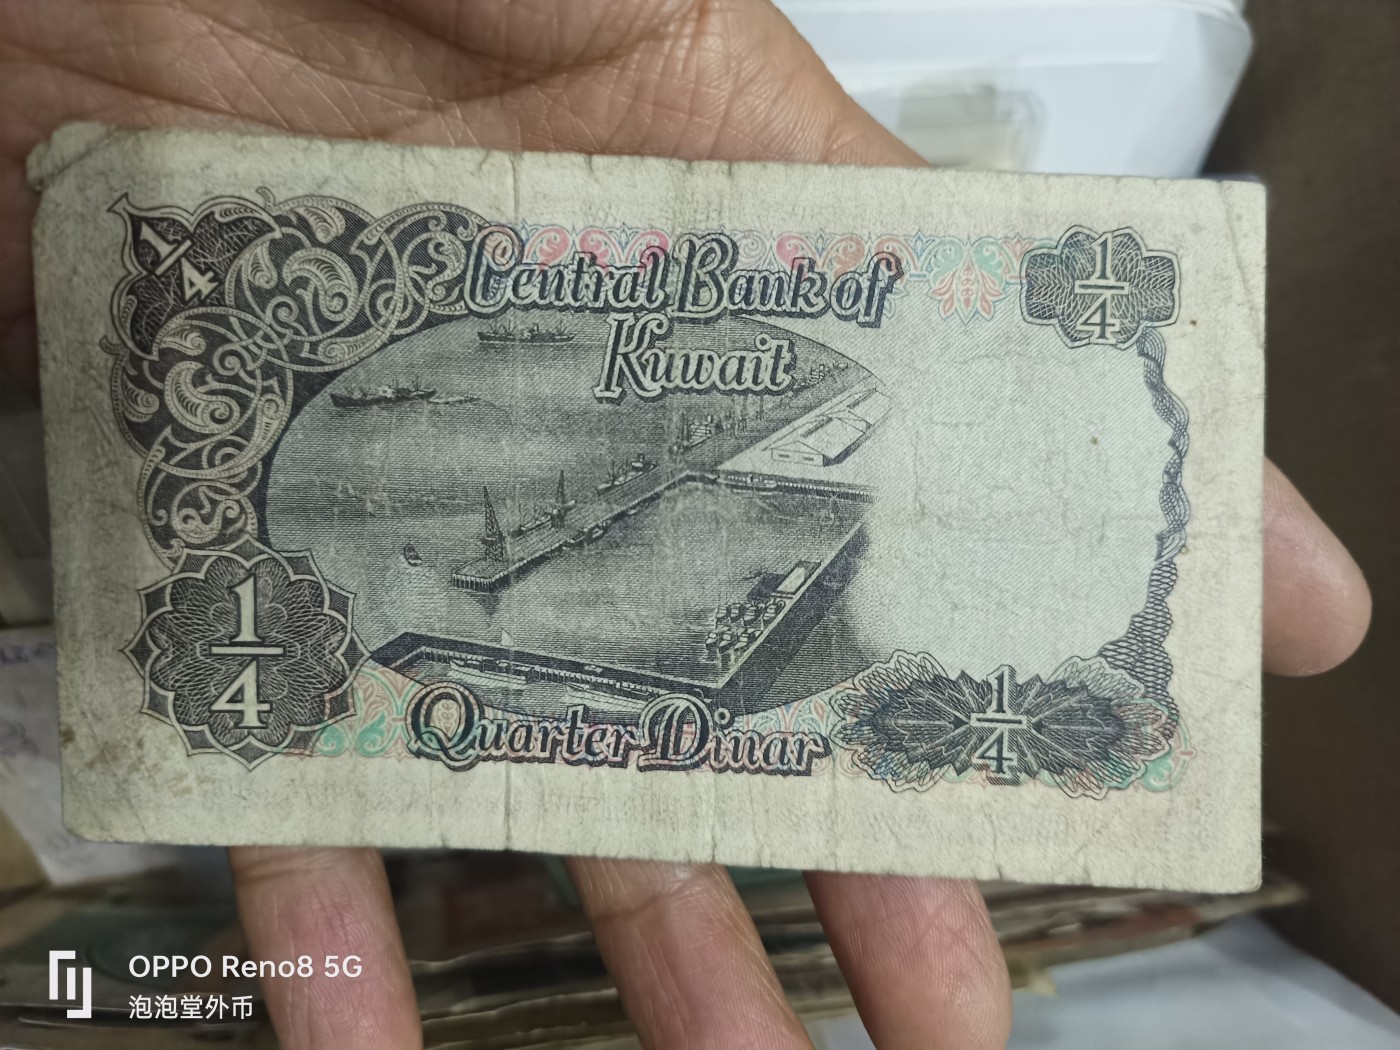 1/4
Central Bank of
1/4
Kuwait
1/4
Quarter Dinar
1/4
OPPO Reno8 5G
泡泡堂外币